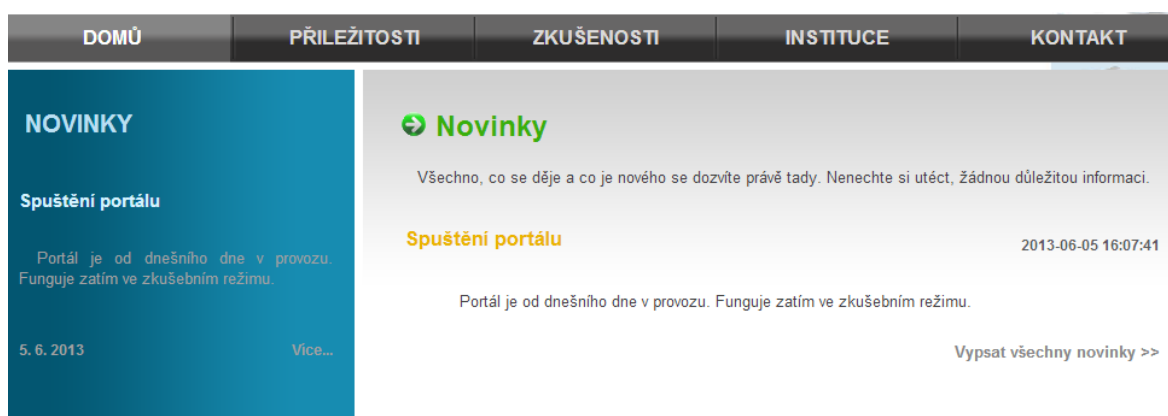 DOMŮ PŘILEŽITOSTI ZKUŠENOSTI INSTITUCE KONTAKT
NOVINKY
Spuštění portálu
Portál je od dnešního dne v provozu.
Funguje zatím ve zkušebním režimu.
5. 6. 2013 Více...
Novinky
Všechno, co se děje a co je nového se dozvíte právě tady. Nenechte si utéct, žádnou důležitou informaci.
Spuštění portálu 2013-06-05 16:07:41
Portál je od dnešního dne v provozu. Funguje zatím ve zkušebním režimu.
Vypsat všechny novinky >>